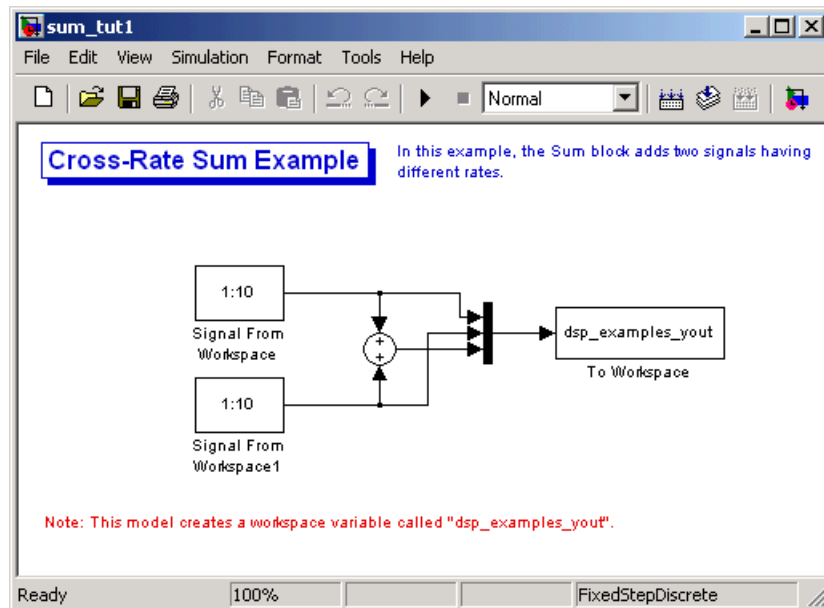 sum_tut1
File Edit View Simulation Format Tools Help
Normal
Cross-Rate Sum Example
In this example, the Sum block adds two signals having
different rates.
1:10
Signal From
Workspace
+
+
dsp_examples_yout
To Workspace
1:10
Signal From
Workspace1
Note: This model creates a workspace variable called "dsp_examples_yout".
Ready 100% FixedStepDiscrete